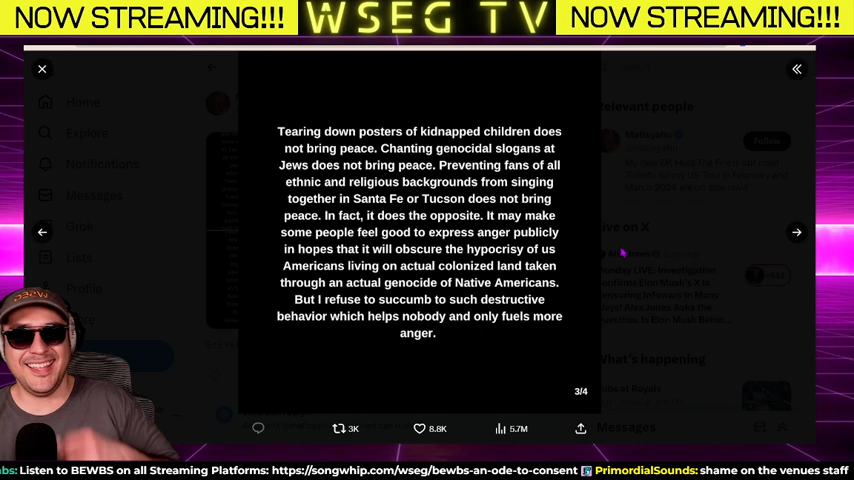 NOW STREAMING!!!
WSEG TV
NOW STREAMING!!!
Home
Explore
Notifications
Messages
Grok
Lists
Profile
Relevant people
Matisyahu
Follow
Tearing down posters of kidnapped children does
not bring peace. Chanting genocidal slogans at
Jews does not bring peace. Preventing fans of all
ethnic and religious backgrounds from singing
together in Santa Fe or Tucson does not bring
peace. In fact, it does the opposite. It may make
some people feel good to express anger publicly
in hopes that it will obscure the hypocrisy of us
Americans living on actual colonized land taken
through an actual genocide of Native Americans.
But I refuse to succumb to such destructive
behavior which helps nobody and only fuels more
anger.
3/4
3K
8.8K
5.7M
Live on X
What's happening
Cubs at Royals
Messages
bs: Listen to BEWBS on all Streaming Platforms: https://songwhip.com/wseg/bewbs-an-ode-to-consent PrimordialSounds: shame on the venues staff